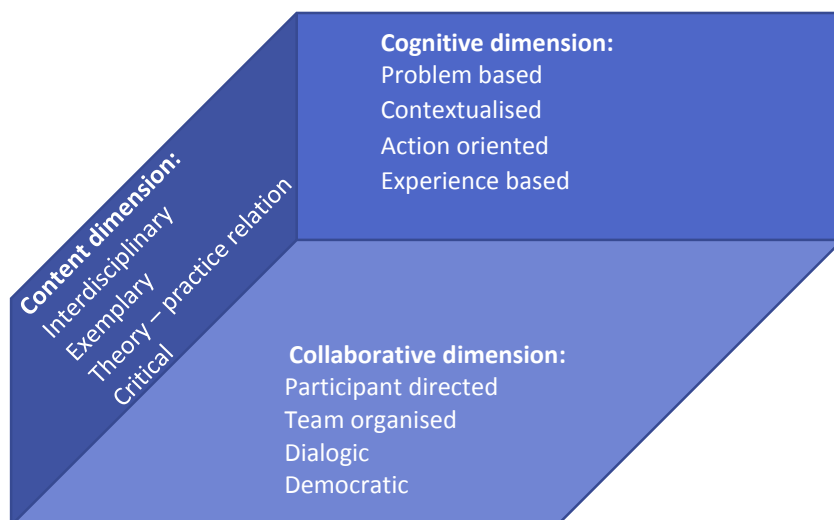 Cognitive dimension:
Problem based
Contextualised
Action oriented
Experience based
Content dimension:
Interdisciplinary
Exemplary
Theory – practice relation
Critical
Collaborative dimension:
Participant directed
Team organised
Dialogic
Democratic